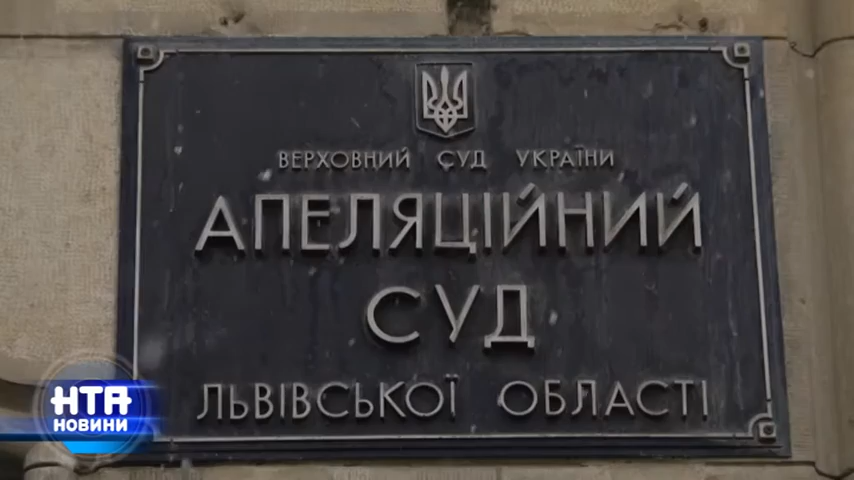 ВЕРХОВНИЙ СУД УКРАЇНИ
АПЕЛЯЦІЙНИЙ
СУД
ЛЬВІВСЬКОЇ ОБЛАСТІ
НТА
НОВИНИ